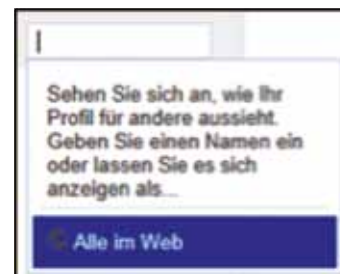 Sehen Sie sich an, wie Ihr
Profil für andere aussieht.
Geben Sie einen Namen ein
oder lassen Sie es sich
anzeigen als...
Alle im Web